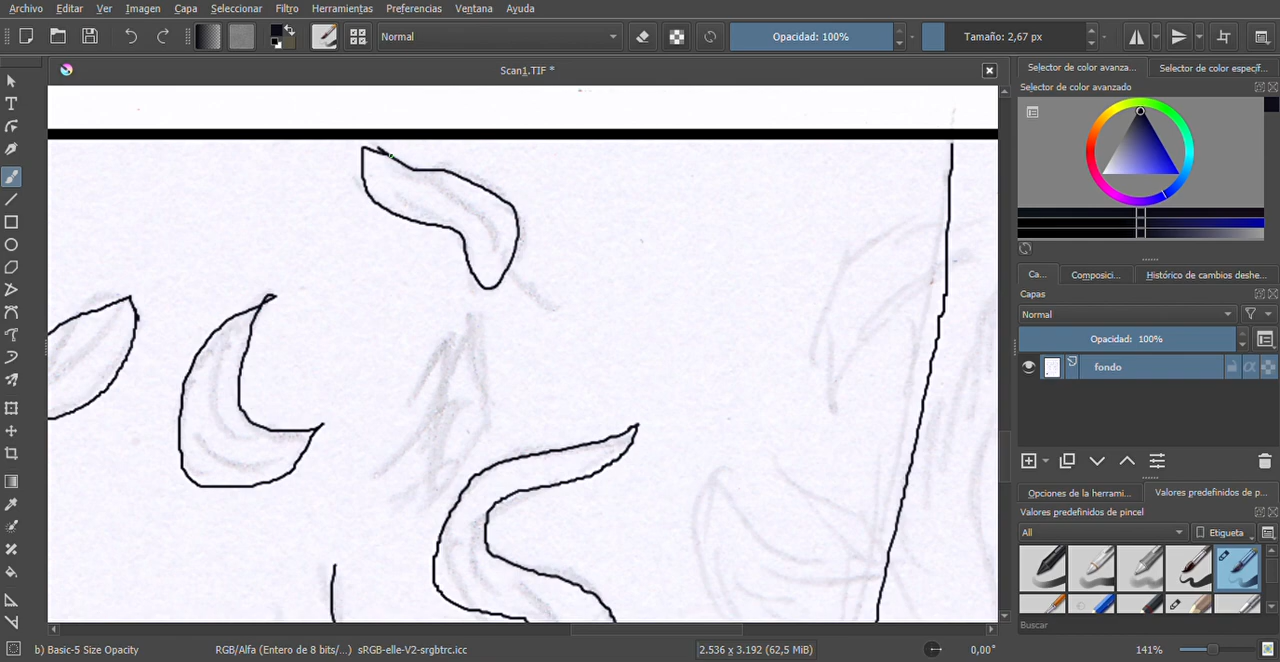 Archivo Editar Ver Imagen Capa Seleccionar Filtro Herramientas Preferencias Ventana Ayuda
Normal Opacidad: 100% Tamaño: 2,67 px
Scan1.TIF *
Selector de color avanza... Selector de color específ...
Selector de color avanzado
Ca... Composici... Histórico de cambios deshe...
Capas
Normal
Opacidad: 100%
fondo
Opciones de la herrami... Valores predefinidos de p...
Valores predefinidos de pincel
All Etiqueta
Buscar
b) Basic-5 Size Opacity RGB/Alfa (Entero de 8 bits/...) sRGB-elle-V2-srgbtrc.icc 2.536 x 3.192 (62,5 MiB) 0,00° 141%